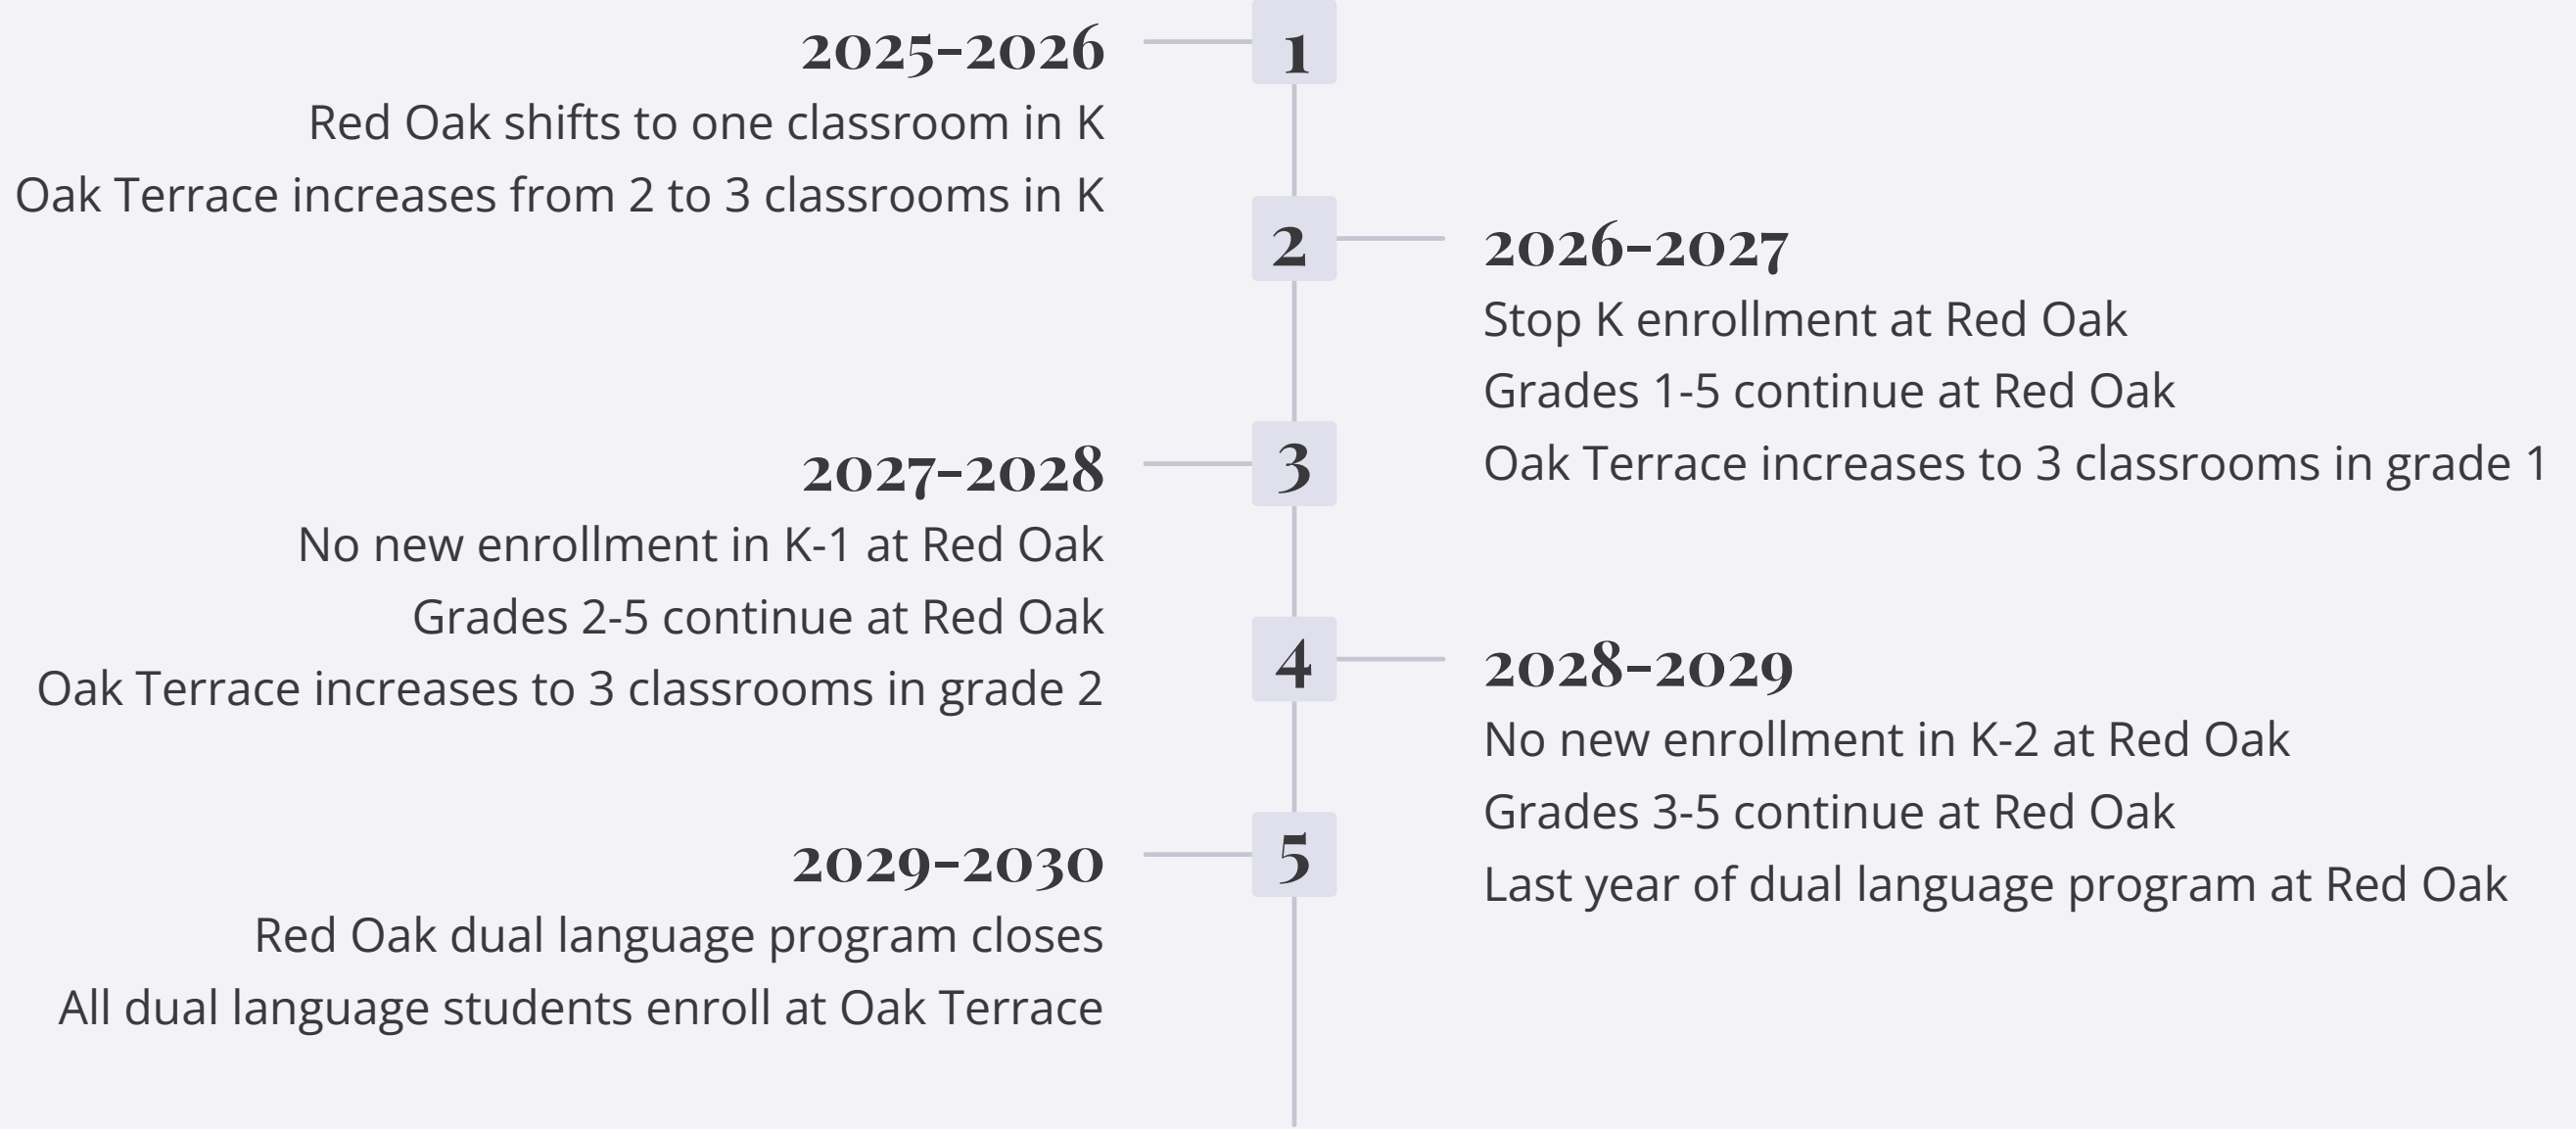 1
2025-2026
Red Oak shifts to one classroom in K
Oak Terrace increases from 2 to 3 classrooms in K
2
2026-2027
Stop K enrollment at Red Oak
Grades 1-5 continue at Red Oak
Oak Terrace increases to 3 classrooms in grade 1
3
2027-2028
No new enrollment in K-1 at Red Oak
Grades 2-5 continue at Red Oak
Oak Terrace increases to 3 classrooms in grade 2
4
2028-2029
No new enrollment in K-2 at Red Oak
Grades 3-5 continue at Red Oak
Last year of dual language program at Red Oak
5
2029-2030
Red Oak dual language program closes
All dual language students enroll at Oak Terrace